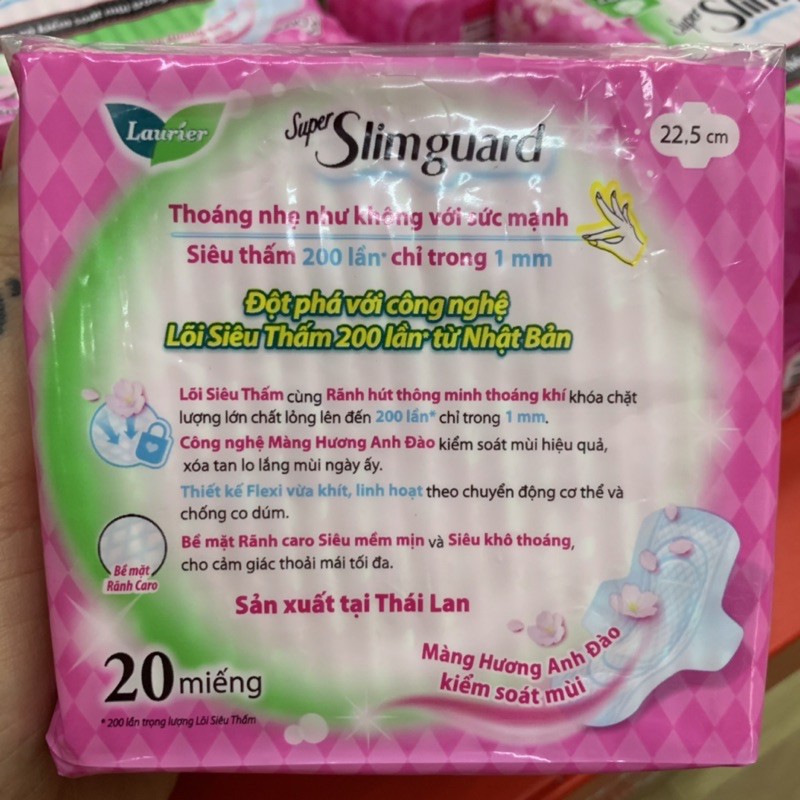 Laurier
Super Slimguard
22,5 cm
Thoáng nhẹ như không với sức mạnh
Siêu thấm 200 lần* chỉ trong 1 mm
Đột phá với công nghệ
Lõi Siêu Thấm 200 lần* từ Nhật Bản
Lõi Siêu Thấm cùng Rãnh hút thông minh thoáng khí khóa chặt
lượng lớn chất lỏng lên đến 200 lần* chỉ trong 1 mm.
Công nghệ Màng Hương Anh Đào kiểm soát mùi hiệu quả,
xóa tan lo lắng mùi ngày ấy.
Thiết kế Flexi vừa khít, linh hoạt theo chuyển động cơ thể và
chống co dúm.
Bề mặt Rãnh caro Siêu mềm mịn và Siêu khô thoáng,
cho cảm giác thoải mái tối đa.
Bề mặt
Rãnh Caro
Sản xuất tại Thái Lan
Màng Hương Anh Đào
kiểm soát mùi
20 miếng
*200 lần trọng lượng Lõi Siêu Thấm